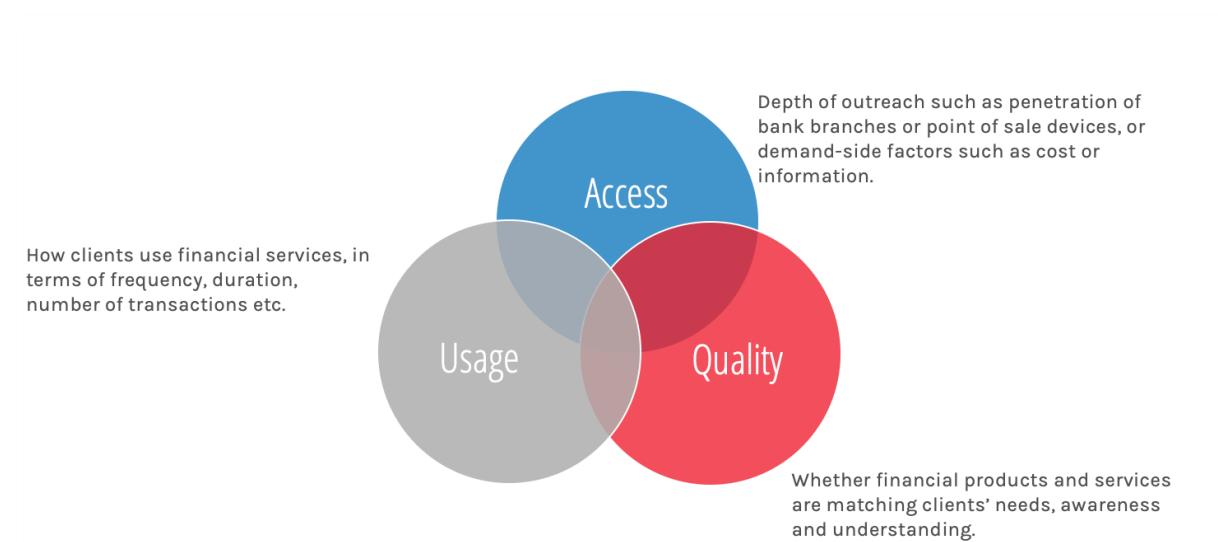 Depth of outreach such as penetration of
bank branches or point of sale devices, or
demand-side factors such as cost or
information.
Access
How clients use financial services, in
terms of frequency, duration,
number of transactions etc.
Usage
Quality
Whether financial products and services
are matching clients’ needs, awareness
and understanding.